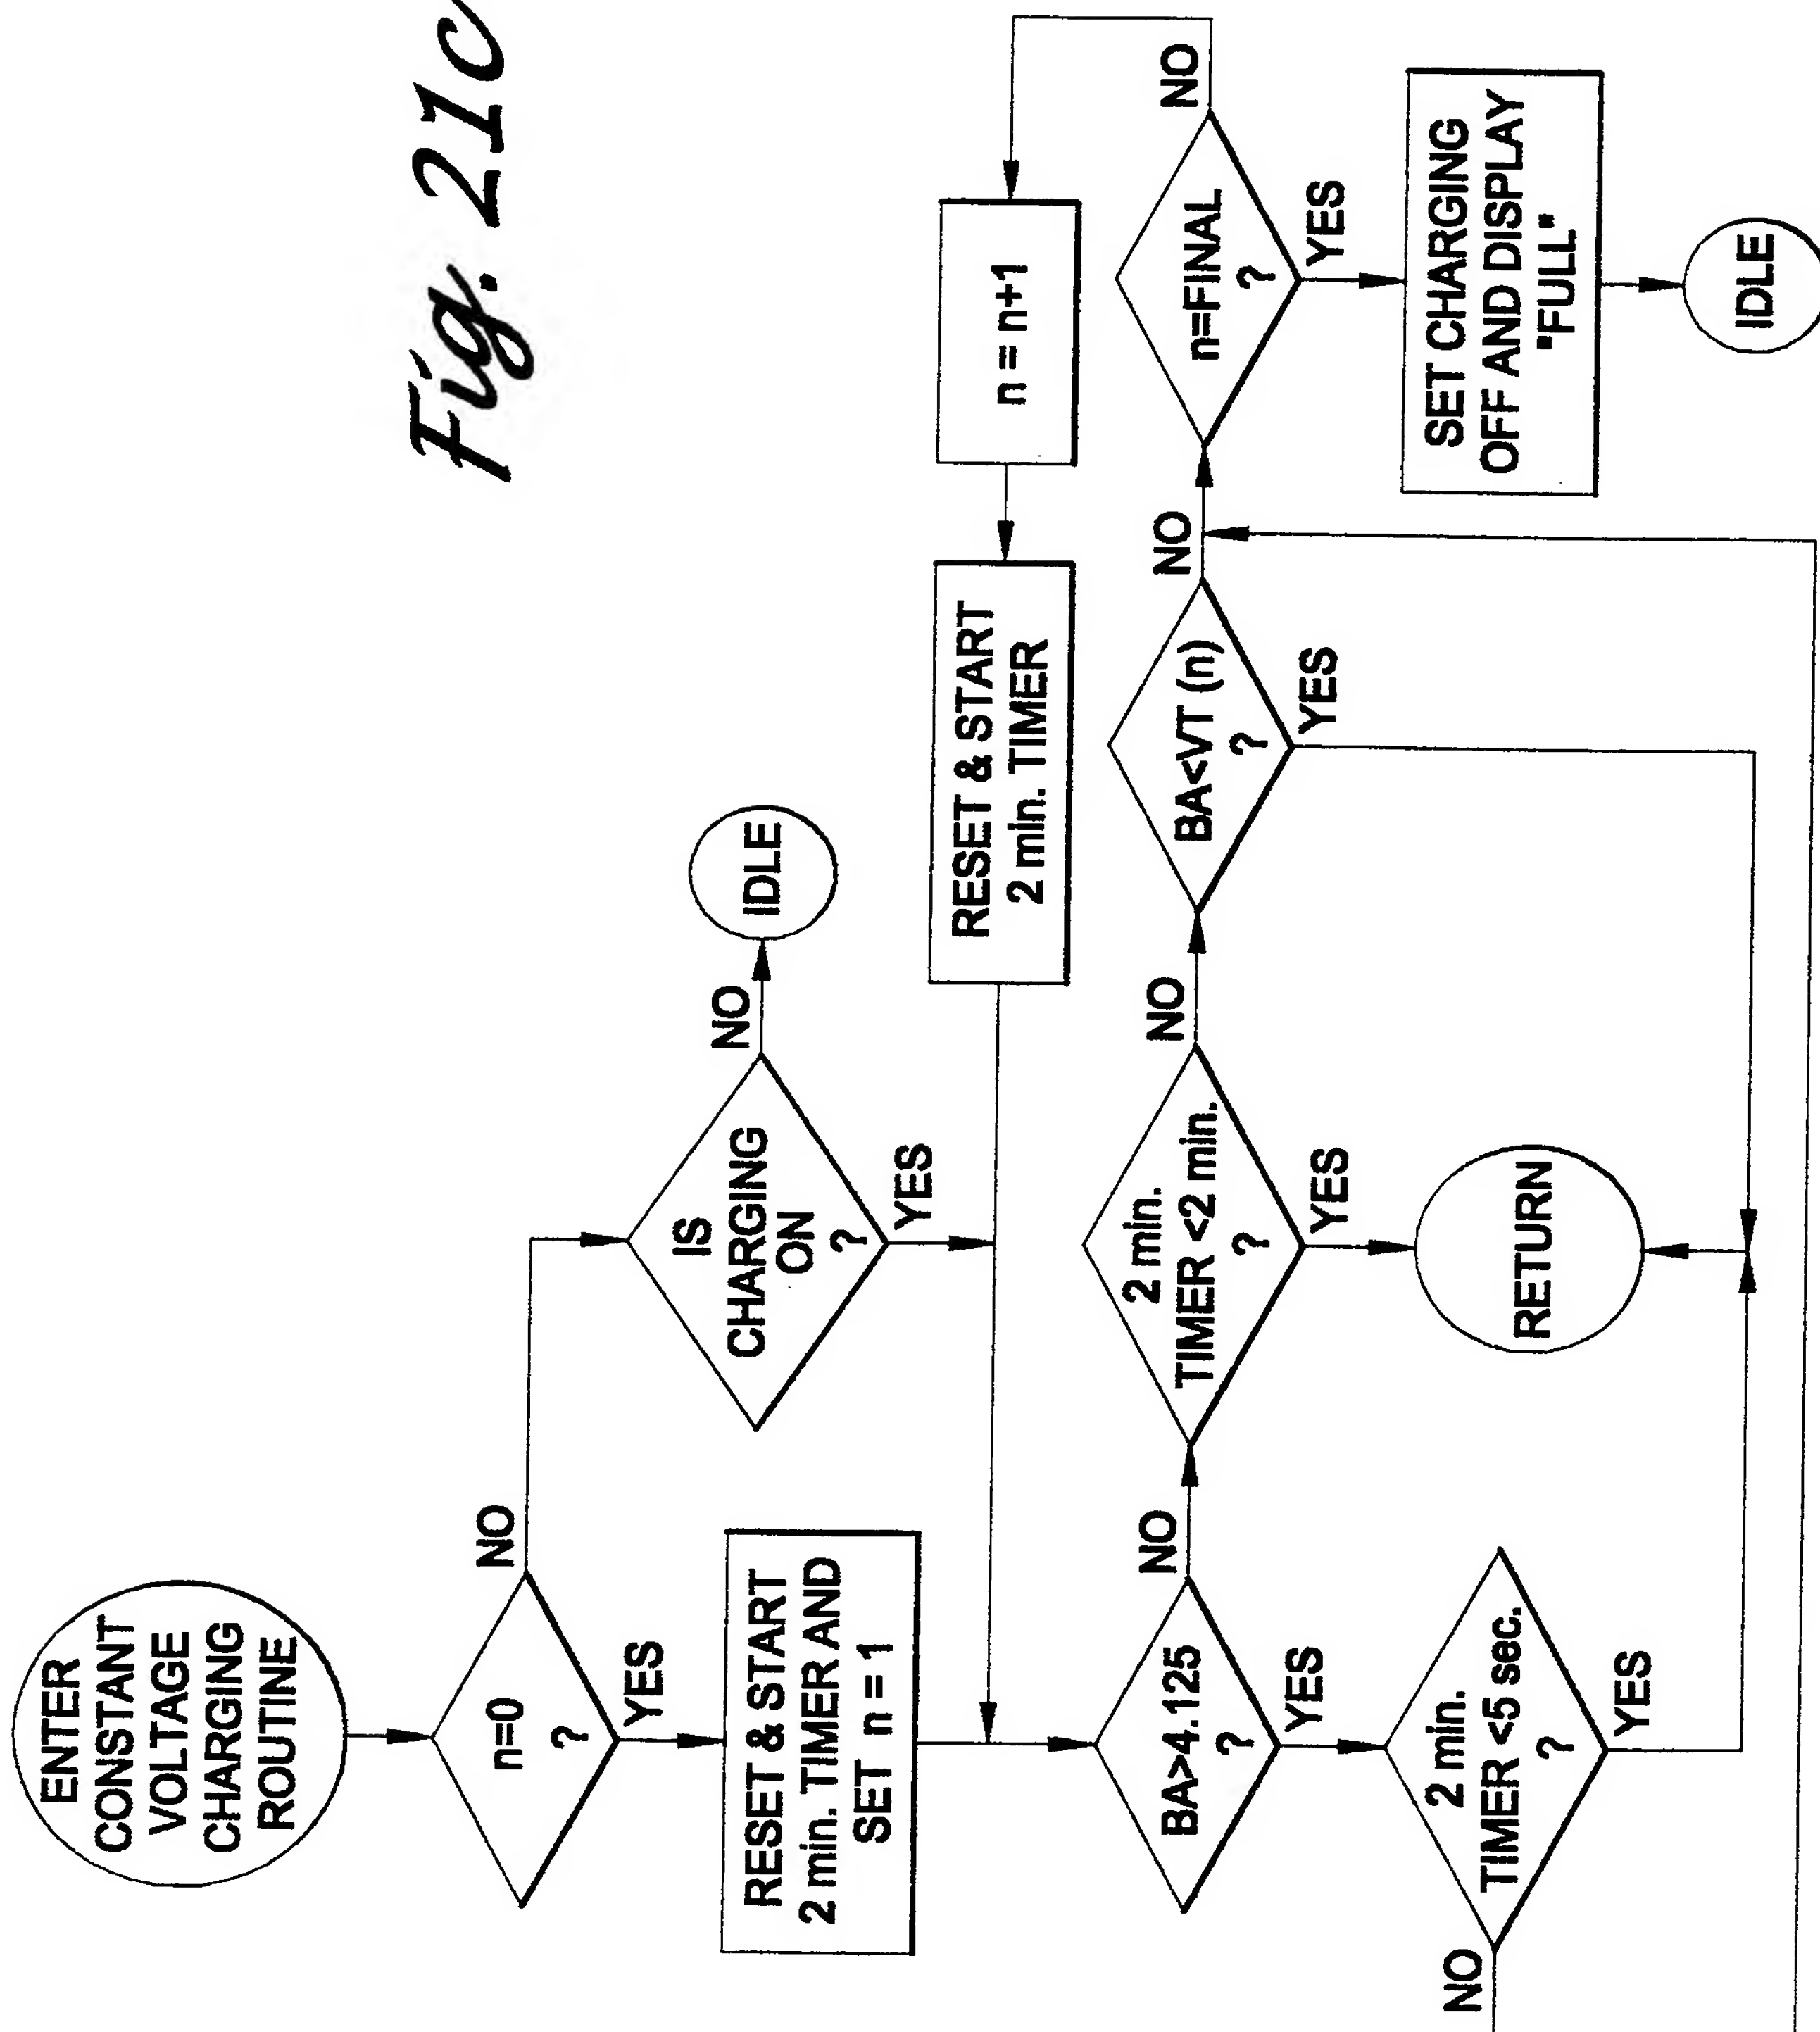 Fig. 21c
ENTER
CONSTANT
VOLTAGE
CHARGING
ROUTINE
n=0
?
NO
YES
IS
CHARGING
ON
?
NO
YES
IDLE
RESET & START
2 min. TIMER AND
SET n = 1
RESET & START
2 min. TIMER
n = n+1
BA>4.125
?
NO
YES
2 min.
TIMER <2 min.
?
NO
YES
BA<VT (n)
?
NO
YES
n=FINAL
?
NO
YES
2 min.
TIMER <5 sec.
?
NO
YES
RETURN
SET CHARGING
OFF AND DISPLAY
"FULL"
IDLE